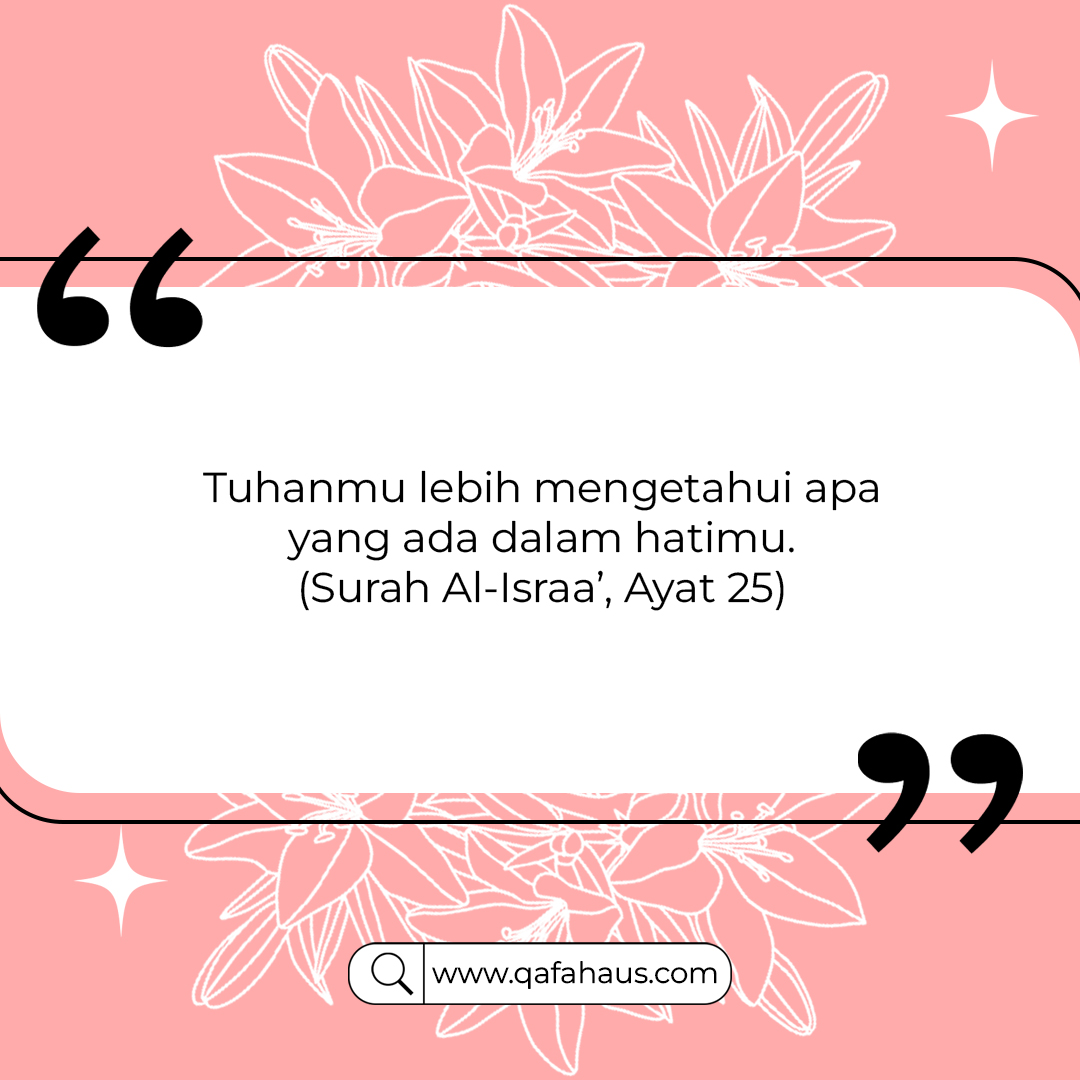 “
Tuhanmu lebih mengetahui apa
yang ada dalam hatimu.
(Surah Al-Israa’, Ayat 25)
”
www.qafahaus.com